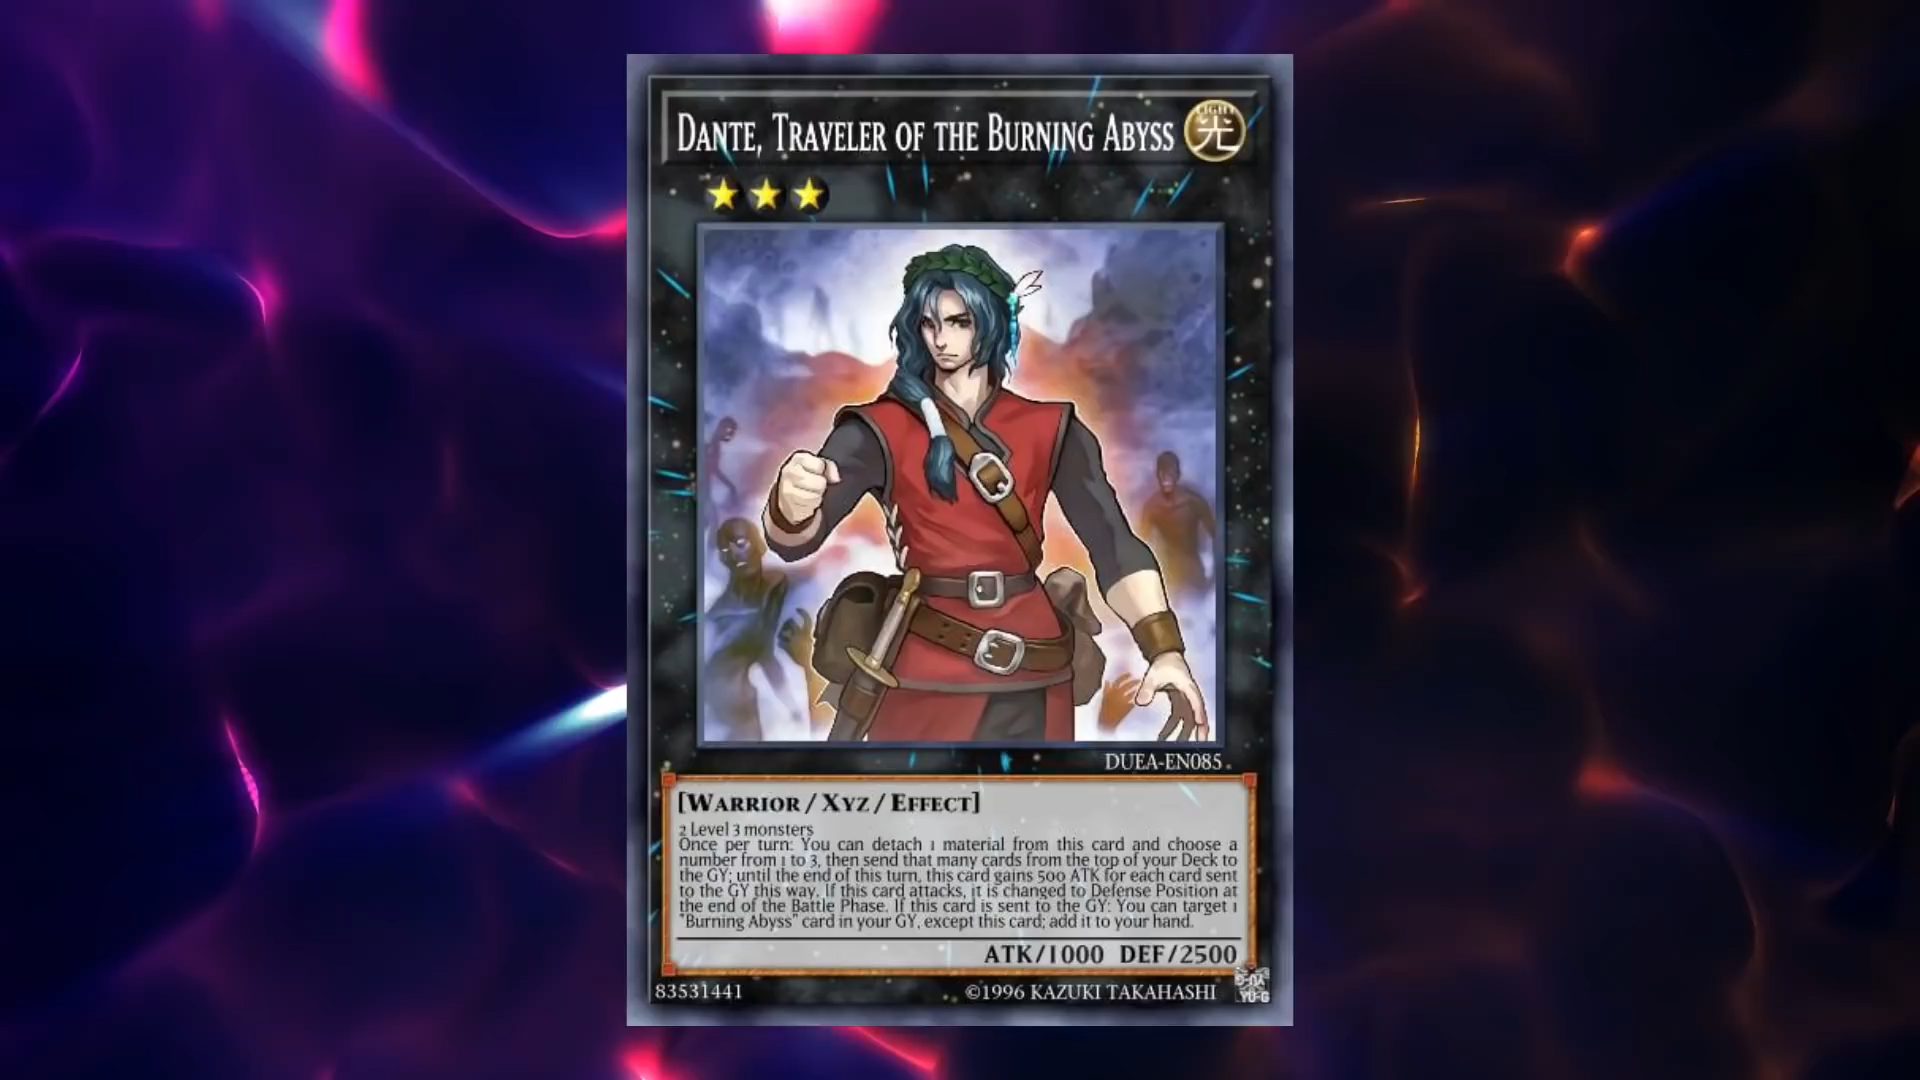 DANTE, TRAVELER OF THE BURNING ABYSS
LIGHT
光
DUEA-EN085
[WARRIOR / XYZ / EFFECT]
2 Level 3 monsters
Once per turn: You can detach 1 material from this card and choose a
number from 1 to 3, then send that many cards from the top of your Deck to
the GY; until the end of this turn, this card gains 500 ATK for each card sent
to the GY this way. If this card attacks, it is changed to Defense Position at
the end of the Battle Phase. If this card is sent to the GY: You can target 1
"Burning Abyss" card in your GY, except this card; add it to your hand.
ATK/1000 DEF/2500
83531441 ©1996 KAZUKI TAKAHASHI